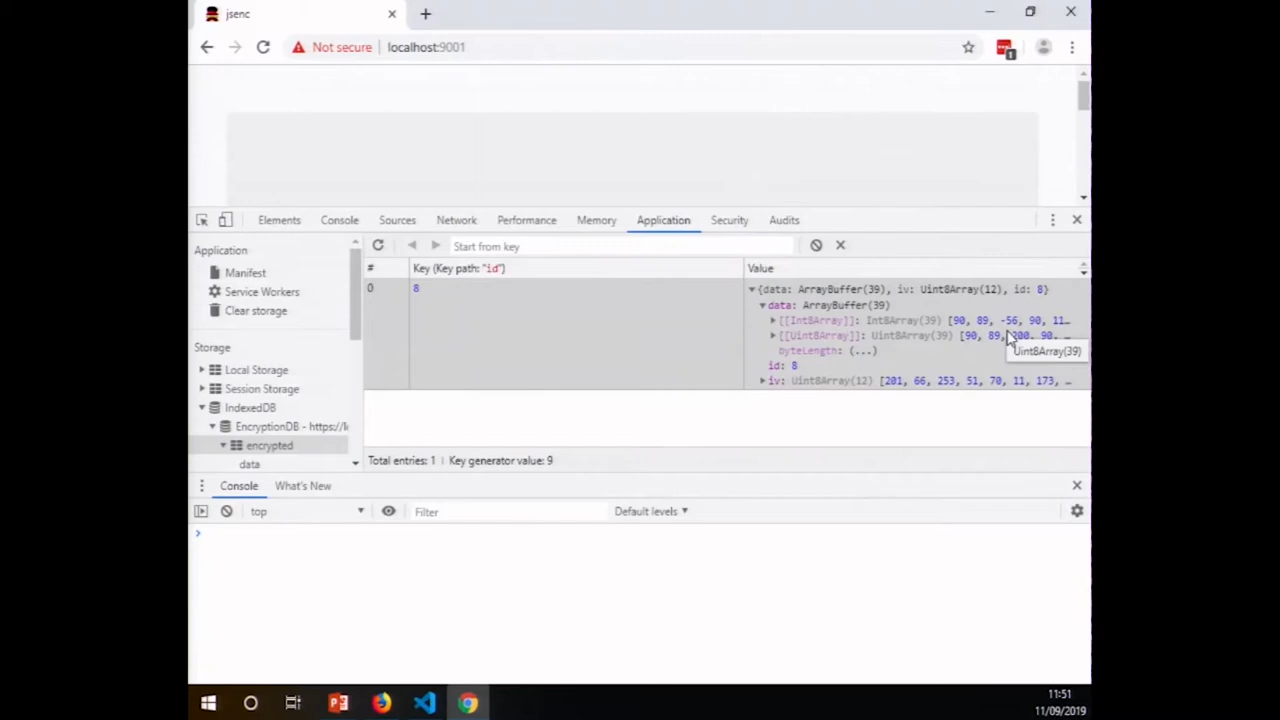 jsenc
Not secure localhost:9001
1
Elements Console Sources Network Performance Memory Application Security Audits
Application
Manifest
Service Workers
Clear storage
Storage
Local Storage
Session Storage
IndexedDB
EncryptionDB - https://l
encrypted
data
Start from key
# Key (Key path: "id") Value
0 8 {data: ArrayBuffer(39), iv: Uint8Array(12), id: 8}
data: ArrayBuffer(39)
[[Int8Array]]: Int8Array(39) [90, 89, -56, 90, 11…
[[Uint8Array]]: Uint8Array(39) [90, 89, 200, 90,
byteLength: (...)
Uint8Array(39)
id: 8
iv: Uint8Array(12) [201, 66, 253, 51, 70, 11, 173, …
Total entries: 1 Key generator value: 9
Console What's New
top Filter Default levels
11:51
11/09/2019